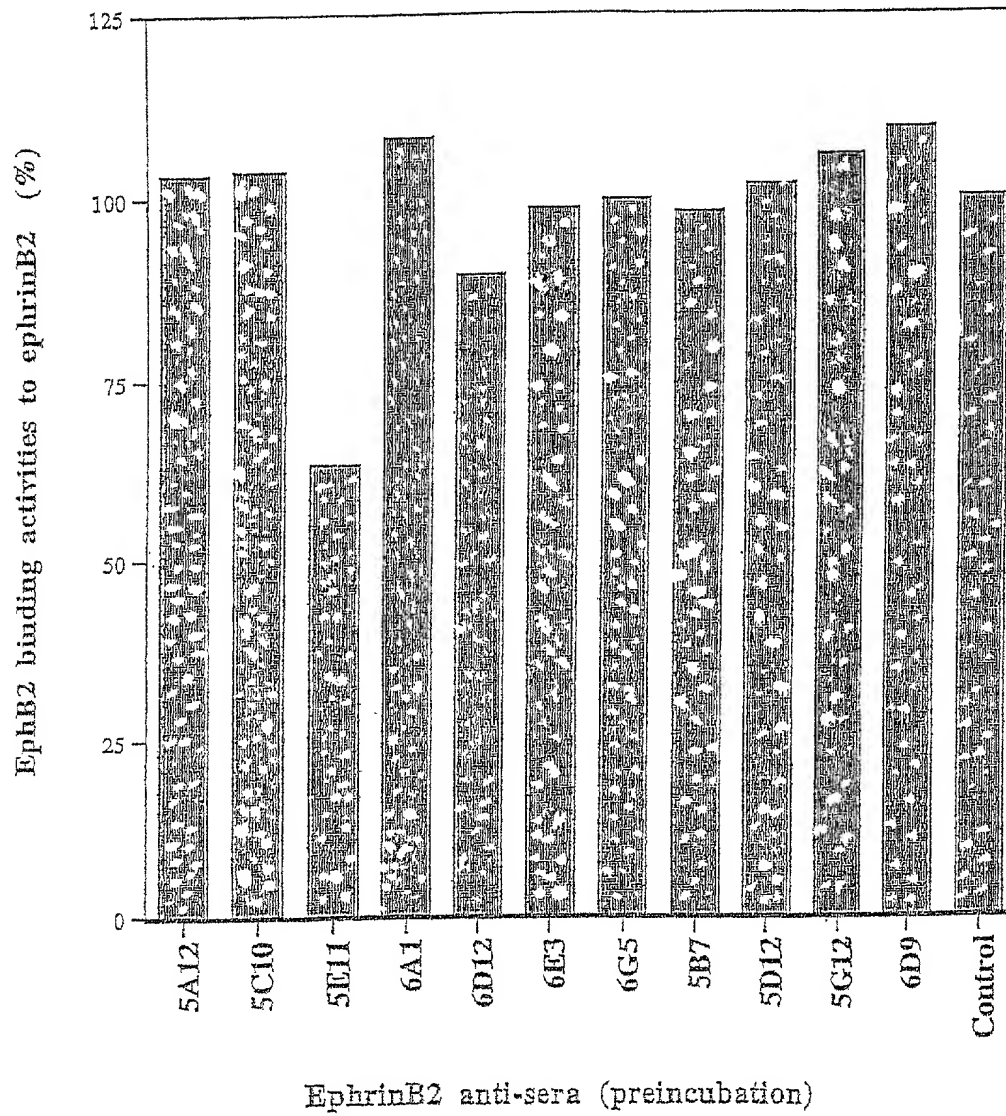 EphB2 binding activities to ephrinB2 (%)
125
100
75
50
25
0
5A12
5C10
5E11
6A1
6D12
6E3
6G5
5B7
5D12
5G12
6D9
Control
EphrinB2 anti-sera (preincubation)